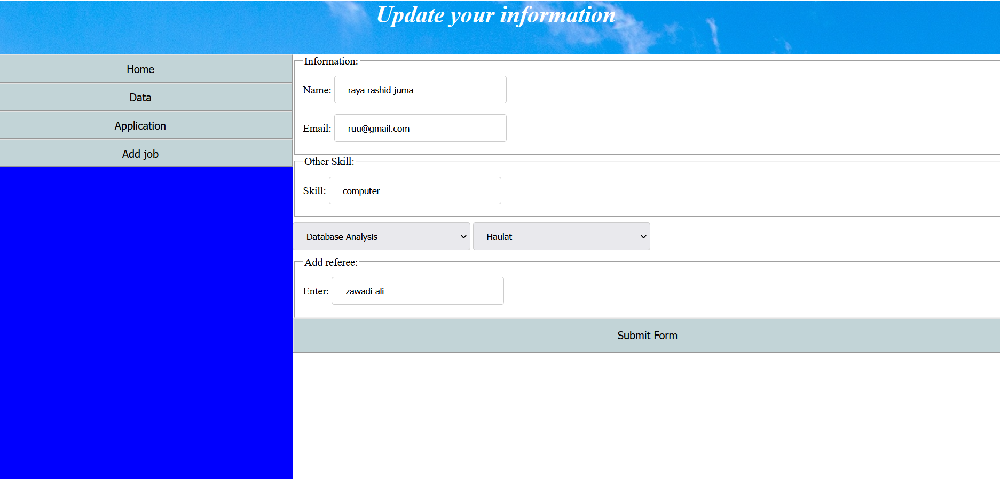 Update your information
Home
Data
Application
Add job
Information:
Name: raya rashid juma
Email: ruu@gmail.com
Other Skill:
Skill: computer
Database Analysis Haulat
Add referee:
Enter: zawadi ali
Submit Form